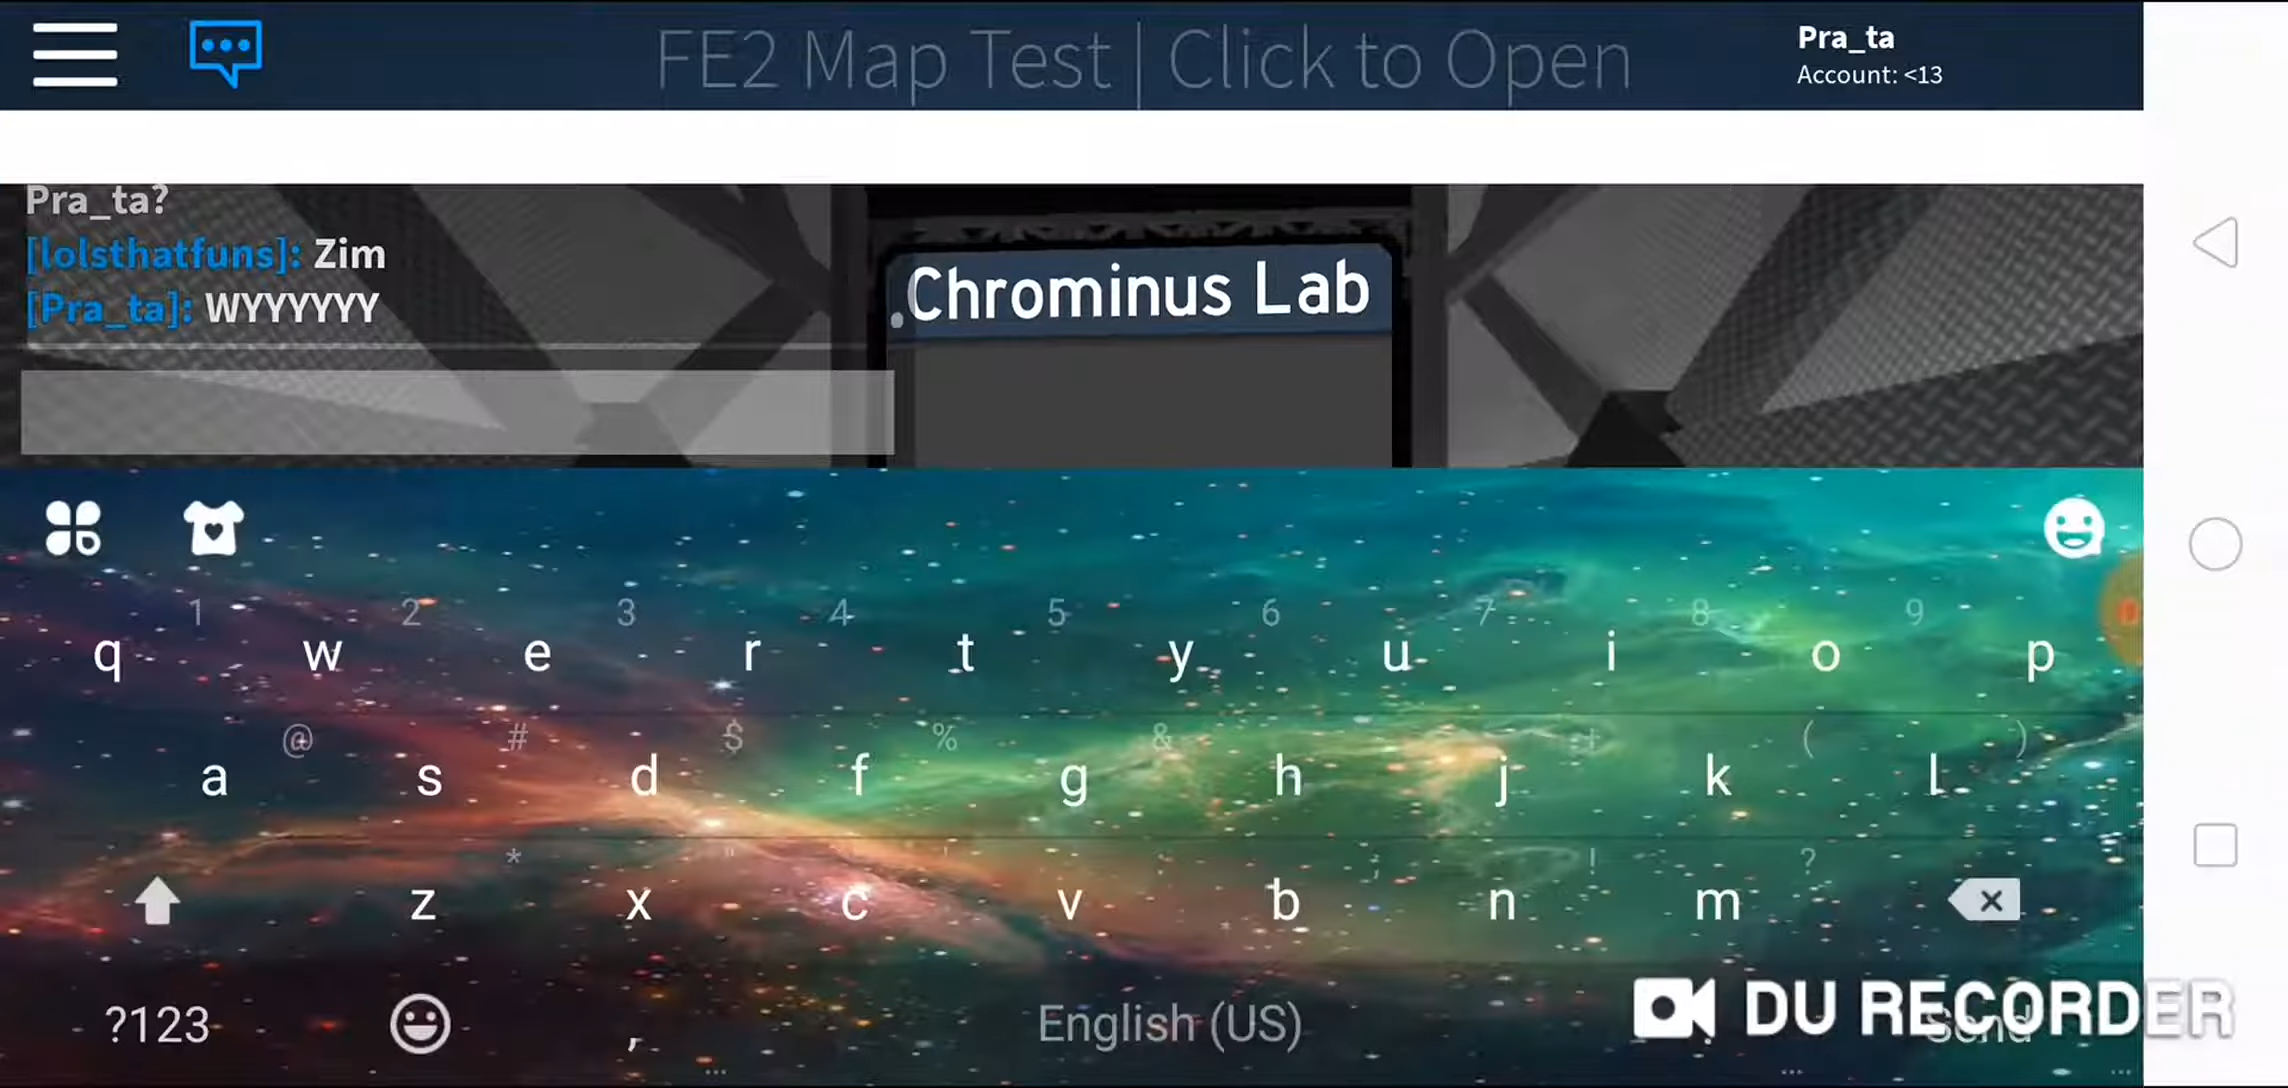 FE2 Map Test | Click to Open
Pra_ta
Account: <13
Pra_ta?
[lolsthatfuns]: Zim
[Pra_ta]: WYYYYYY
Chrominus Lab
1 2 3 4 5 6 7 8 9
q w e r t y u i o p
@ # $ % & ( )
a s d f g h j k l
* " ' ; ! ?
z x c v b n m
?123 , English (US) Send
DU RECORDER